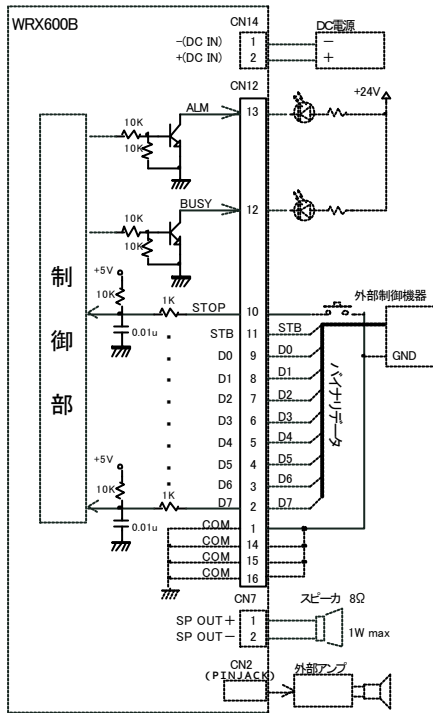 WRX600B
CN14
DC電源
-(DC IN) 1 -
+(DC IN) 2 +
CN12
+24V
ALM 13
10K
10K
BUSY 12
10K
10K
制御部
+5V
10K
1K
STOP 10
外部制御機器
0.01u
STB 11 STB
D0 9 D0
GND
D1 8 D1
D2 7 D2
D3 6 D3
D4 5 D4
D5 4 D5
D6 3 D6
D7 2 D7
バイナリデータ
+5V
10K
1K
0.01u
COM 1
COM 14
COM 15
COM 16
CN7
スピーカ 8Ω
SP OUT+ 1
SP OUT- 2
1W max
CN2
(PINJACK)
外部アンプ